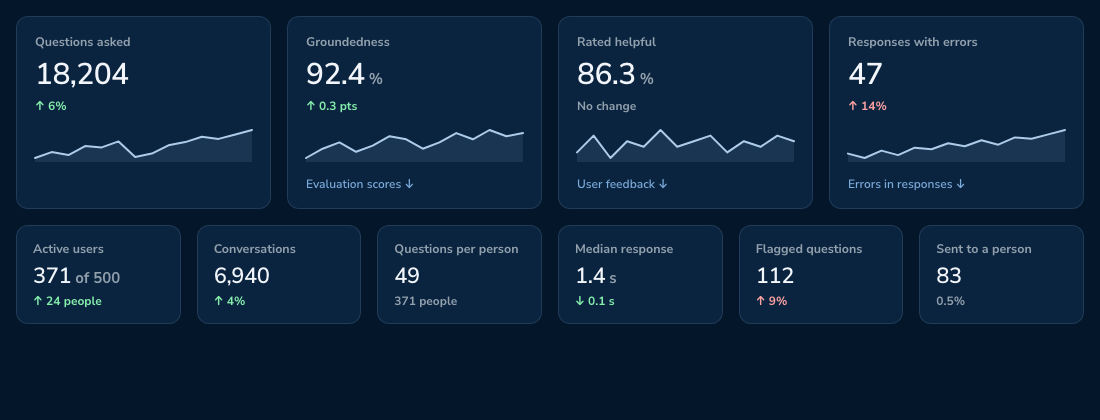 Questions asked
18,204
↑ 6%
Groundedness
92.4 %
↑ 0.3 pts
Evaluation scores ↓
Rated helpful
86.3 %
No change
User feedback ↓
Responses with errors
47
↑ 14%
Errors in responses ↓
Active users
371 of 500
↑ 24 people
Conversations
6,940
↑ 4%
Questions per person
49
371 people
Median response
1.4 s
↓ 0.1 s
Flagged questions
112
↑ 9%
Sent to a person
83
0.5%